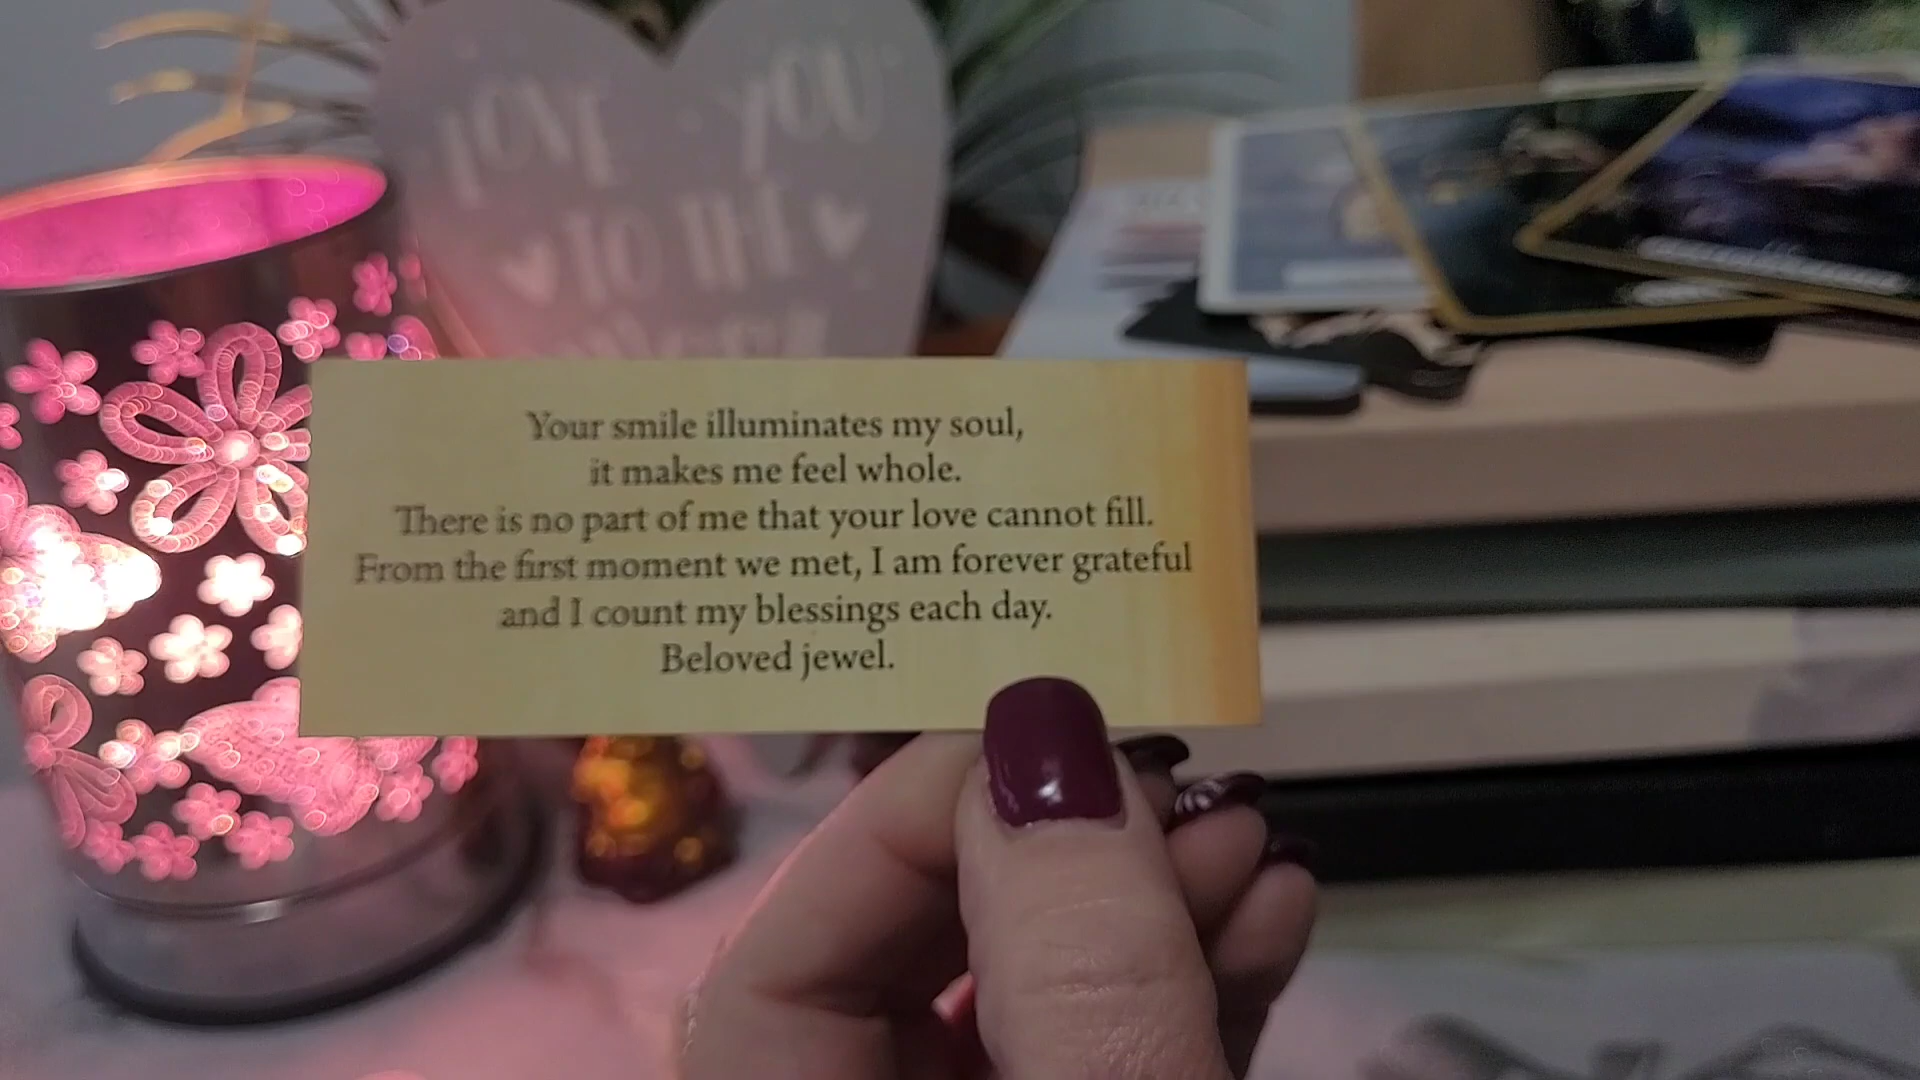 LOVE YOU
TO THE
Your smile illuminates my soul,
it makes me feel whole.
There is no part of me that your love cannot fill.
From the first moment we met, I am forever grateful
and I count my blessings each day.
Beloved jewel.